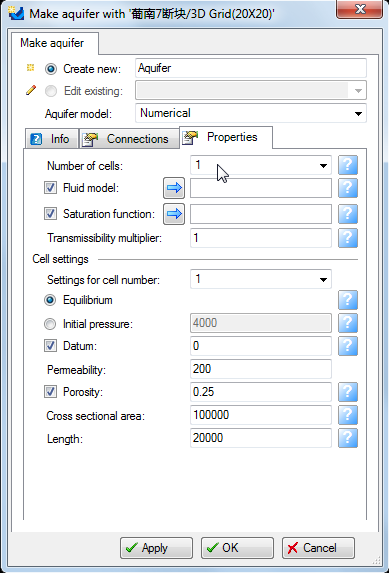 Make aquifer with '葡南7断块/3D Grid(20X20)'
Make aquifer
Create new: Aquifer
Edit existing:
Aquifer model: Numerical
Info Connections Properties
Number of cells: 1
Fluid model:
Saturation function:
Transmissibility multiplier: 1
Cell settings
Settings for cell number: 1
Equilibrium
Initial pressure: 4000
Datum: 0
Permeability: 200
Porosity: 0.25
Cross sectional area: 100000
Length: 20000
Apply OK Cancel